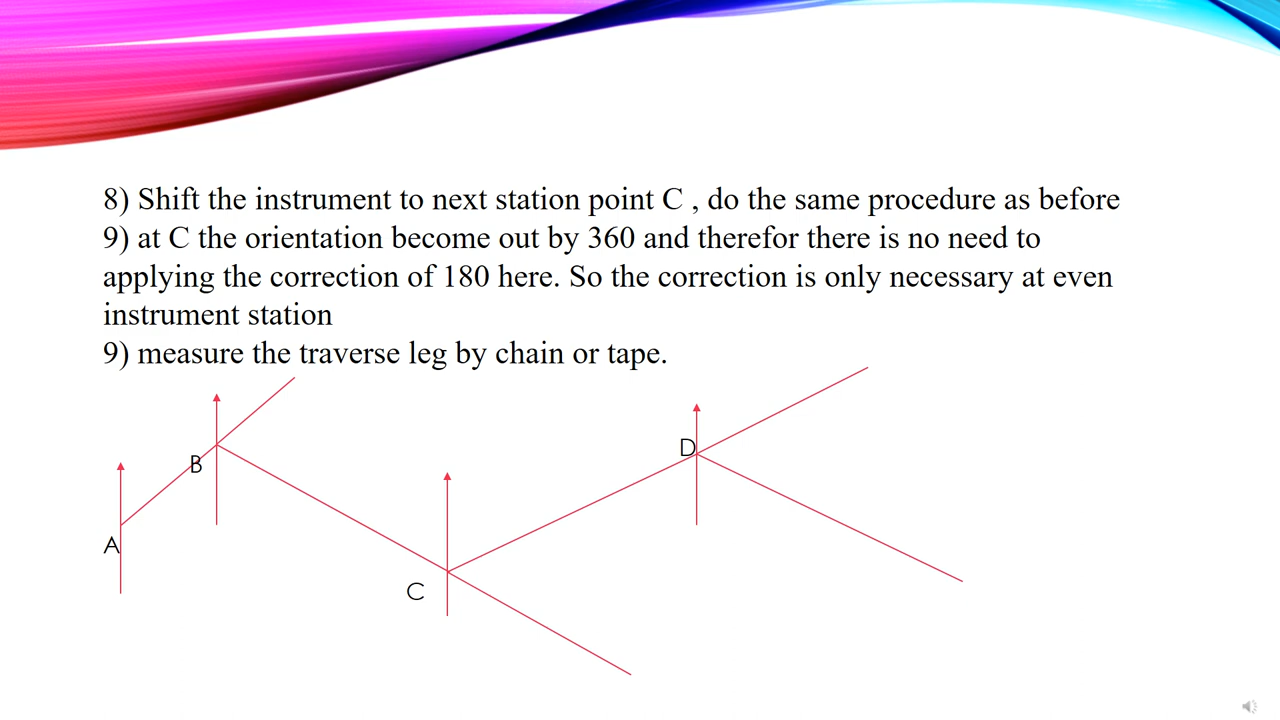 8) Shift the instrument to next station point C , do the same procedure as before
9) at C the orientation become out by 360 and therefor there is no need to
applying the correction of 180 here. So the correction is only necessary at even
instrument station
9) measure the traverse leg by chain or tape.
B
D
A
C